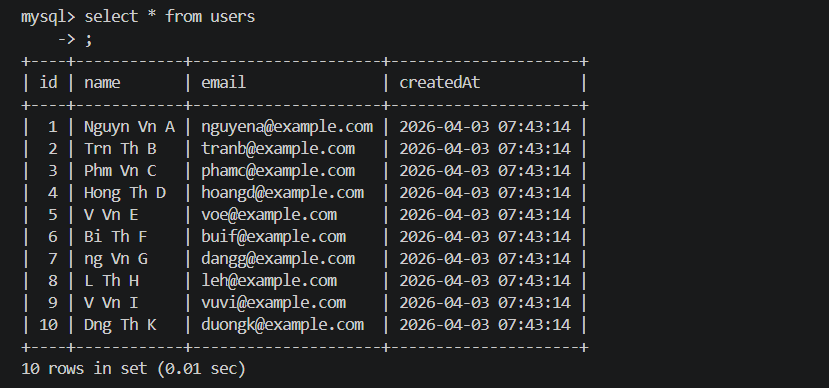 mysql> select * from users
    -> ;
+----+------------+---------------------+---------------------+
| id | name       | email               | createdAt           |
+----+------------+---------------------+---------------------+
|  1 | Nguyn Vn A | nguyena@example.com | 2026-04-03 07:43:14 |
|  2 | Trn Th B   | tranb@example.com   | 2026-04-03 07:43:14 |
|  3 | Phm Vn C   | phamc@example.com   | 2026-04-03 07:43:14 |
|  4 | Hong Th D  | hoangd@example.com  | 2026-04-03 07:43:14 |
|  5 | V Vn E     | voe@example.com     | 2026-04-03 07:43:14 |
|  6 | Bi Th F    | buif@example.com    | 2026-04-03 07:43:14 |
|  7 | ng Vn G    | dangg@example.com   | 2026-04-03 07:43:14 |
|  8 | L Th H     | leh@example.com     | 2026-04-03 07:43:14 |
|  9 | V Vn I     | vuvi@example.com    | 2026-04-03 07:43:14 |
| 10 | Dng Th K   | duongk@example.com  | 2026-04-03 07:43:14 |
+----+------------+---------------------+---------------------+
10 rows in set (0.01 sec)